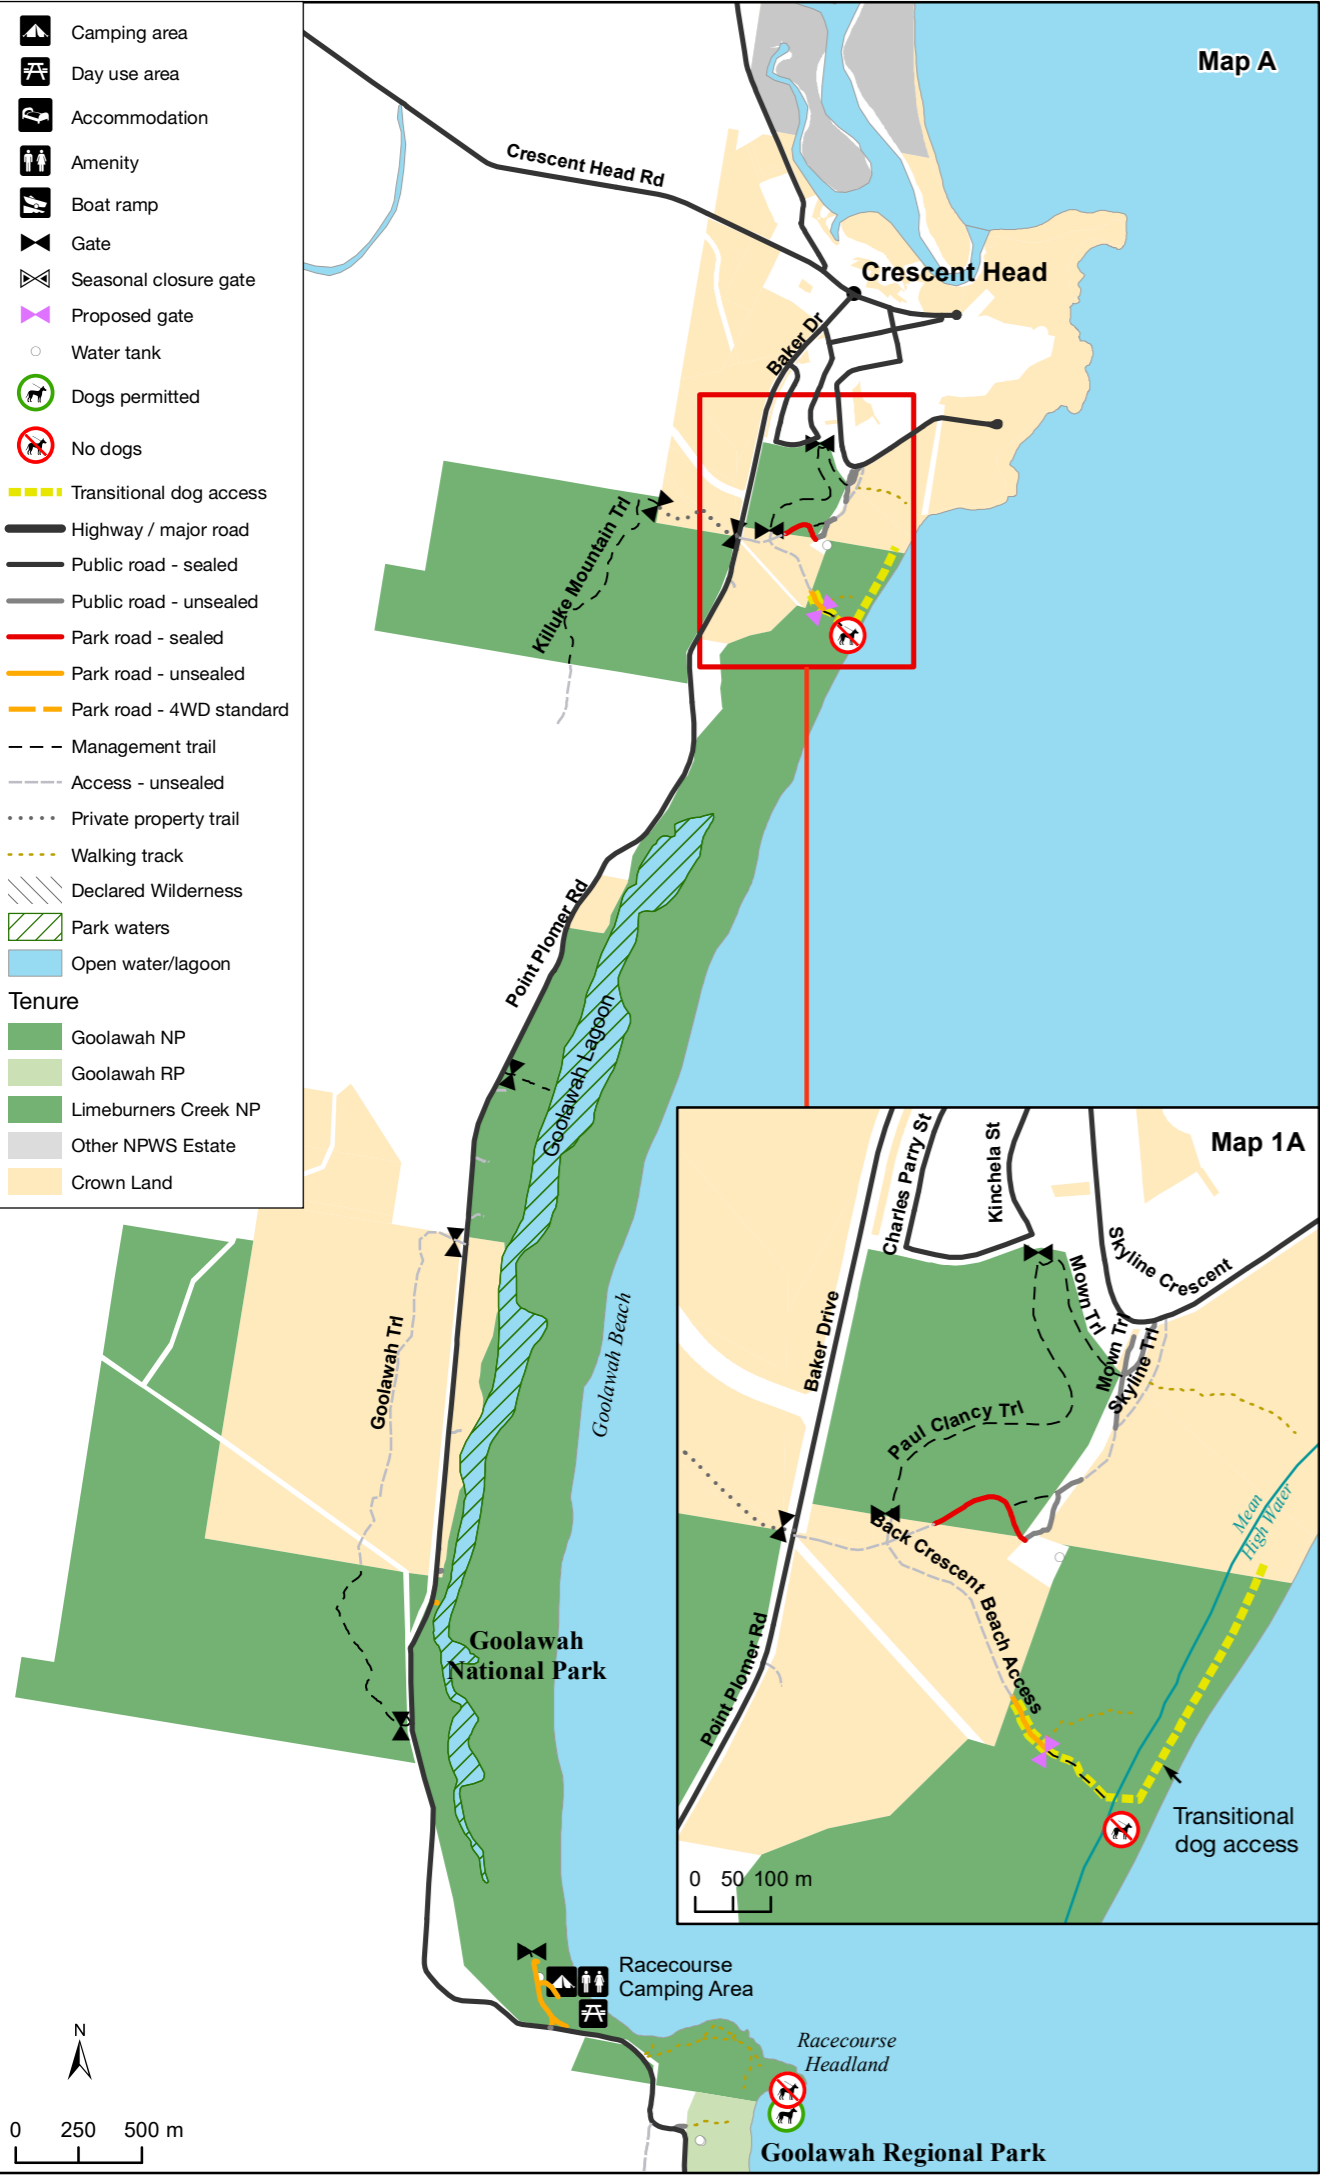 Camping area
Day use area
Accommodation
Amenity
Boat ramp
Gate
Seasonal closure gate
Proposed gate
Water tank
Dogs permitted
No dogs
Transitional dog access
Highway / major road
Public road - sealed
Public road - unsealed
Park road - sealed
Park road - unsealed
Park road - 4WD standard
Management trail
Access - unsealed
Private property trail
Walking track
Declared Wilderness
Park waters
Open water/lagoon
Tenure
Goolawah NP
Goolawah RP
Limeburners Creek NP
Other NPWS Estate
Crown Land
Map A
Crescent Head Rd
Crescent Head
Baker Dr
Killuke Mountain Trl
Point Plomer Rd
Goolawah Lagoon
Goolawah Beach
Goolawah Trl
Goolawah
National Park
Map 1A
Charles Parry St
Kinchela St
Skyline Crescent
Mown Trl
Mown Trl
Skyline Trl
Baker Drive
Paul Clancy Trl
Back Crescent Beach Access
Mean
High Water
Point Plomer Rd
Transitional
dog access
0 50 100 m
Racecourse
Camping Area
Racecourse
Headland
Goolawah Regional Park
N
0 250 500 m